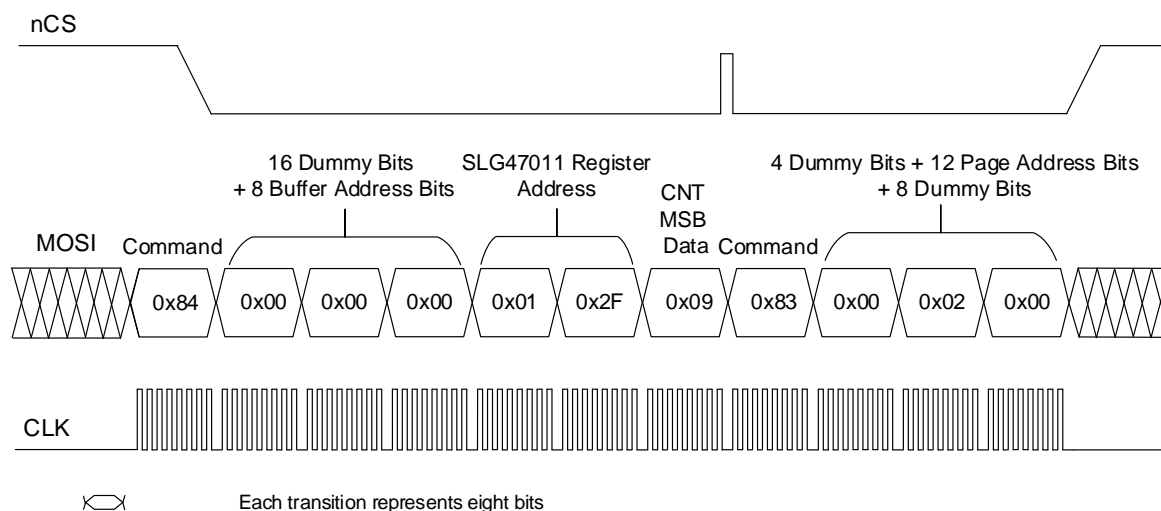 nCS
16 Dummy Bits
+ 8 Buffer Address Bits
SLG47011 Register
Address
CNT
MSB
Data
4 Dummy Bits + 12 Page Address Bits
+ 8 Dummy Bits
MOSI
Command
Command
0x84
0x00
0x00
0x00
0x01
0x2F
0x09
0x83
0x00
0x02
0x00
CLK
Each transition represents eight bits